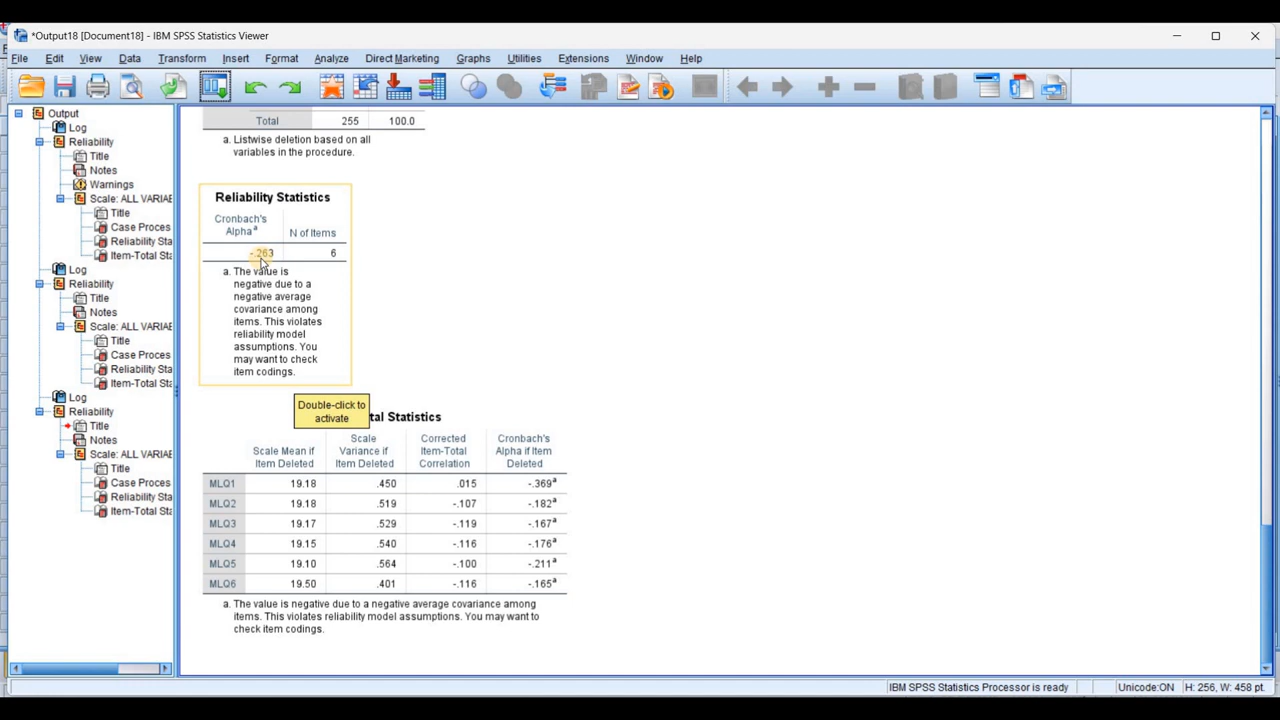 *Output18 [Document18] - IBM SPSS Statistics Viewer
File Edit View Data Transform Insert Format Analyze Direct Marketing Graphs Utilities Extensions Window Help
Output
Log
Reliability
Title
Notes
Warnings
Scale: ALL VARIAE
Title
Case Proces
Reliability Sta
Item-Total Sta
Log
Reliability
Title
Notes
Scale: ALL VARIAE
Title
Case Proces
Reliability Sta
Item-Total Sta
Log
Reliability
Title
Notes
Scale: ALL VARIAE
Title
Case Proces
Reliability Sta
Item-Total Sta
Total 255 100.0
a. Listwise deletion based on all
variables in the procedure.
Reliability Statistics
Cronbach's
Alpha a N of Items
-.263 6
a. The value is
negative due to a
negative average
covariance among
items. This violates
reliability model
assumptions. You
may want to check
item codings.
Double-click to
activate
tal Statistics
Scale Mean if Item Deleted Scale Variance if Item Deleted Corrected Item-Total Correlation Cronbach's Alpha if Item Deleted
MLQ1 19.18 .450 .015 -.369a
MLQ2 19.18 .519 -.107 -.182a
MLQ3 19.17 .529 -.119 -.167a
MLQ4 19.15 .540 -.116 -.176a
MLQ5 19.10 .564 -.100 -.211a
MLQ6 19.50 .401 -.116 -.165a
a. The value is negative due to a negative average covariance among
items. This violates reliability model assumptions. You may want to
check item codings.
IBM SPSS Statistics Processor is ready Unicode:ON H: 256, W: 458 pt.